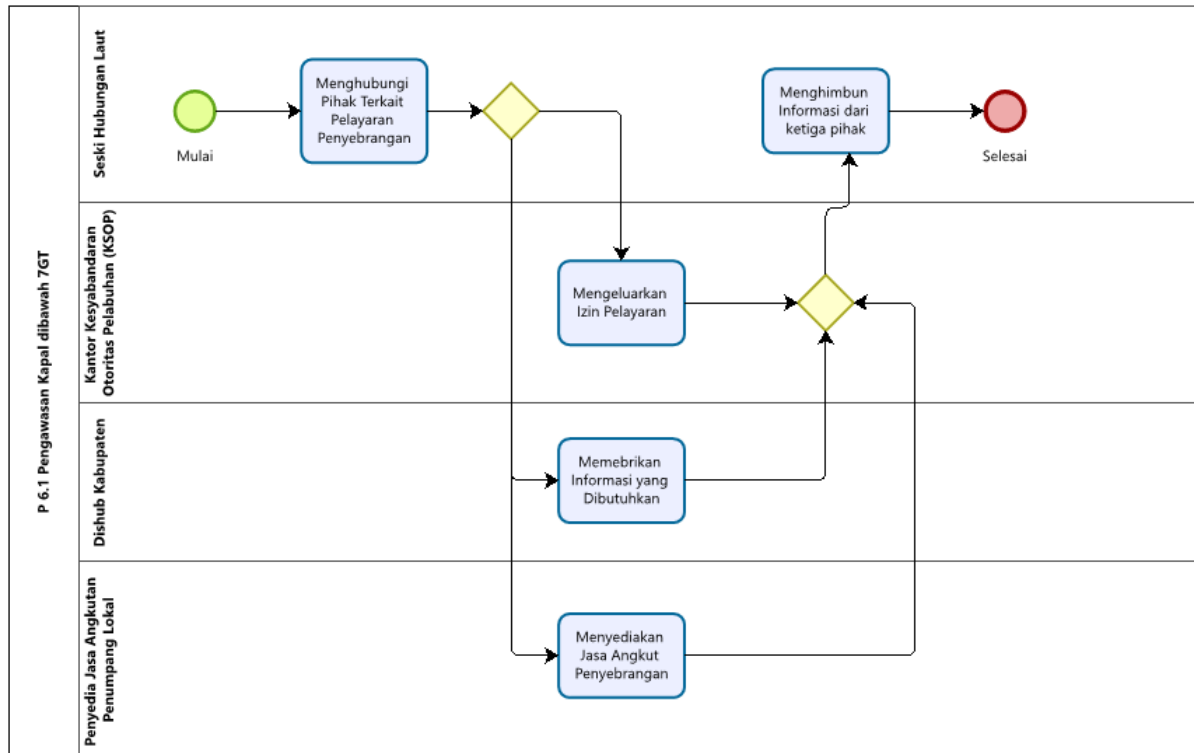 P 6.1 Pengawasan Kapal dibawah 7GT
Seski Hubungan Laut
Mulai
Menghubungi
Pihak Terkait
Pelayaran
Penyebrangan
Menghimbun
Informasi dari
ketiga pihak
Selesai
Kantor Kesyabandaran
Otoritas Pelabuhan (KSOP)
Mengeluarkan
Izin Pelayaran
Dishub Kabupaten
Memebrikan
Informasi yang
Dibutuhkan
Penyedia Jasa Angkutan
Penumpang Lokal
Menyediakan
Jasa Angkut
Penyebrangan